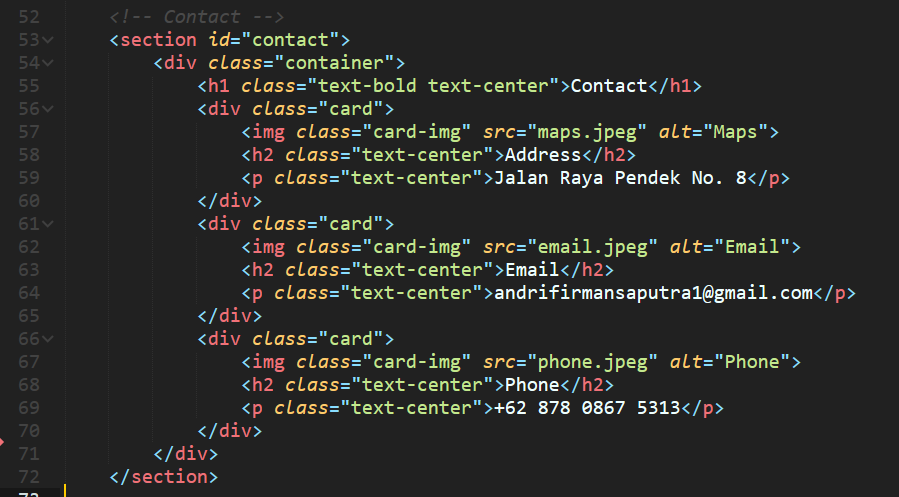 52 <!-- Contact -->
53 <section id="contact">
54 <div class="container">
55 <h1 class="text-bold text-center">Contact</h1>
56 <div class="card">
57 <img class="card-img" src="maps.jpeg" alt="Maps">
58 <h2 class="text-center">Address</h2>
59 <p class="text-center">Jalan Raya Pendek No. 8</p>
60 </div>
61 <div class="card">
62 <img class="card-img" src="email.jpeg" alt="Email">
63 <h2 class="text-center">Email</h2>
64 <p class="text-center">andrifirmansaputra1@gmail.com</p>
65 </div>
66 <div class="card">
67 <img class="card-img" src="phone.jpeg" alt="Phone">
68 <h2 class="text-center">Phone</h2>
69 <p class="text-center">+62 878 0867 5313</p>
70 </div>
71 </div>
72 </section>
73